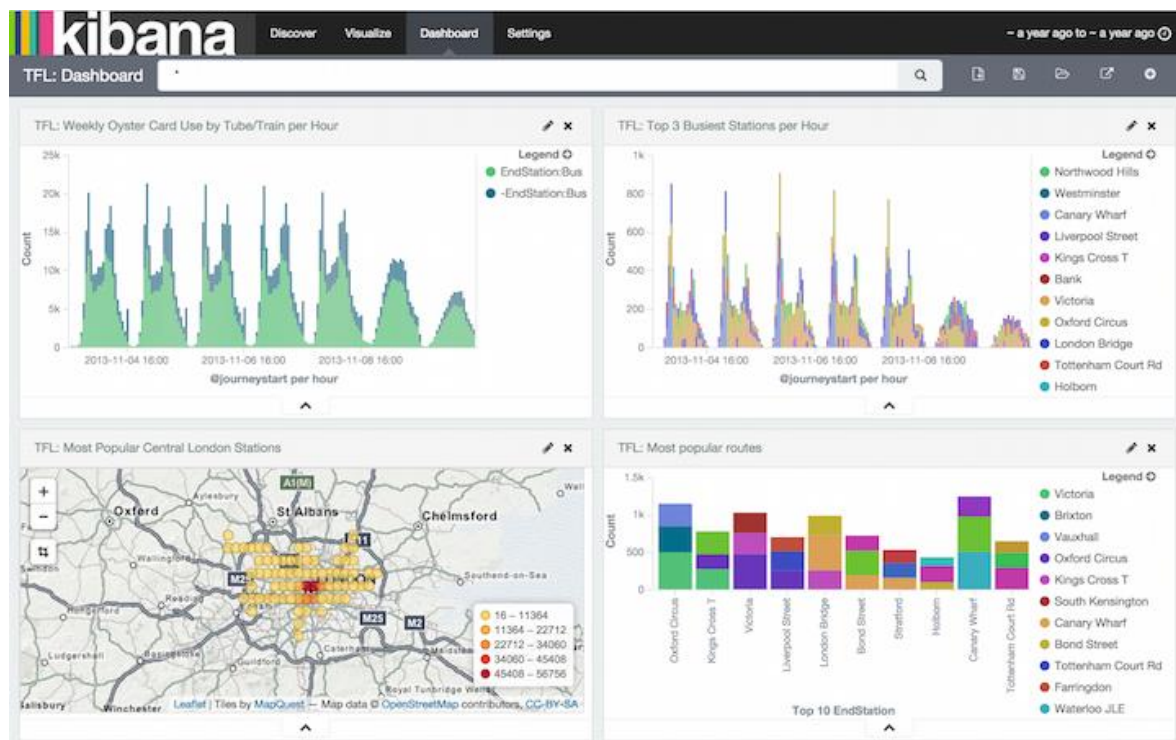 kibana
Discover Visualize Dashboard Settings
~ a year ago to ~ a year ago
TFL: Dashboard
*
TFL: Weekly Oyster Card Use by Tube/Train per Hour
25k
20k
15k
10k
5k
0
Count
2013-11-04 16:00 2013-11-06 16:00 2013-11-08 16:00
@journeystart per hour
Legend
EndStation:Bus
-EndStation:Bus
TFL: Top 3 Busiest Stations per Hour
1k
800
600
400
200
0
Count
2013-11-04 16:00 2013-11-06 16:00 2013-11-08 16:00
@journeystart per hour
Legend
Northwood Hills
Westminster
Canary Wharf
Liverpool Street
Kings Cross T
Bank
Victoria
Oxford Circus
London Bridge
Tottenham Court Rd
Holborn
TFL: Most Popular Central London Stations
+
−
A1(M)
Aylesbury
Oxford
St Albans
Chelmsford
Wallingford
Southend-on-Sea
Reading
Hungerford
M25
M2
Basingstoke
Ludgershall
Guildford
Caterham
Maidstone
Royal Tunbridge Wells
Salisbury
Winchester
16 – 11364
11364 – 22712
22712 – 34060
34060 – 45408
45408 – 56756
Leaflet | Tiles by MapQuest — Map data © OpenStreetMap contributors, CC-BY-SA
TFL: Most popular routes
1.5k
1k
500
0
Count
Oxford Circus
Kings Cross T
Victoria
Liverpool Street
London Bridge
Bond Street
Stratford
Holborn
Canary Wharf
Tottenham Court Rd
Top 10 EndStation
Legend
Victoria
Brixton
Vauxhall
Oxford Circus
Kings Cross T
South Kensington
Canary Wharf
Bond Street
Tottenham Court Rd
Farringdon
Waterloo JLE